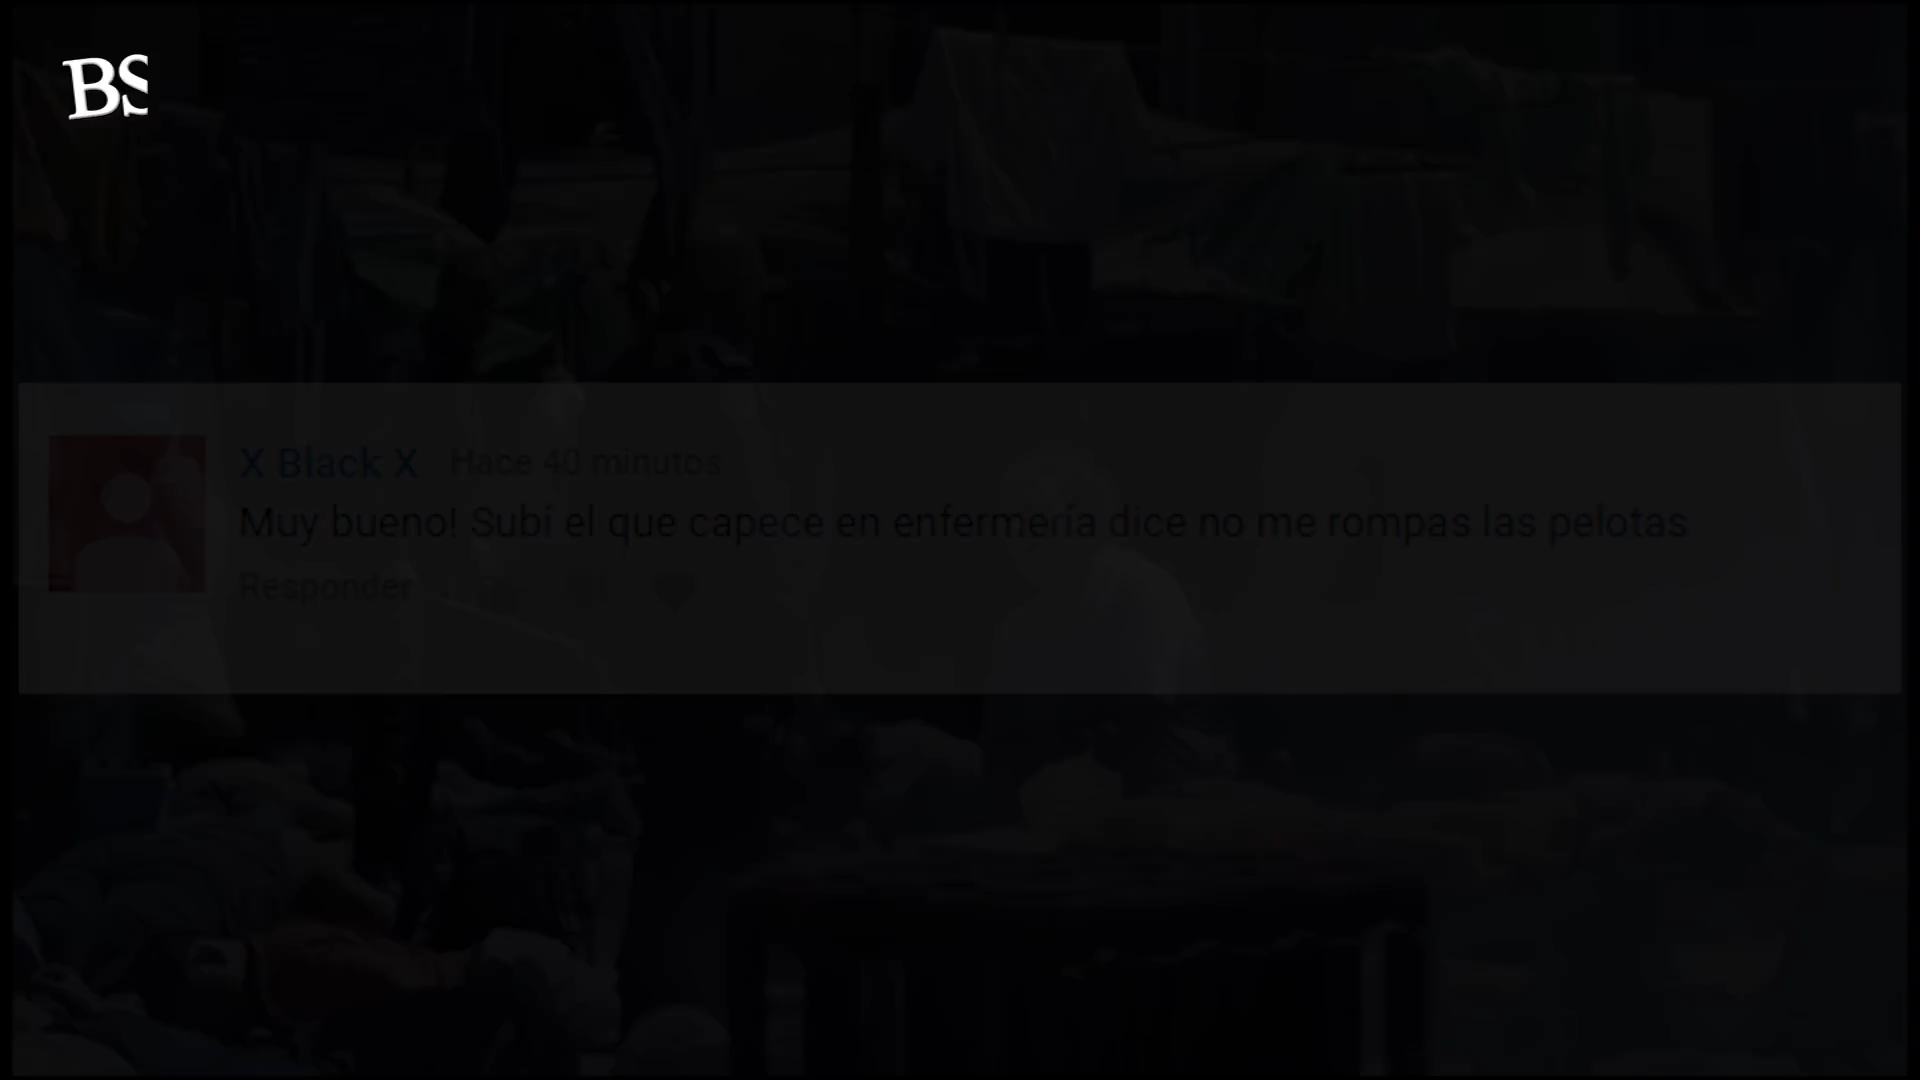 BS
X Black X Hace 40 minutos
Muy bueno! Subí el que capece en enfermería dice no me rompas las pelotas
Responder